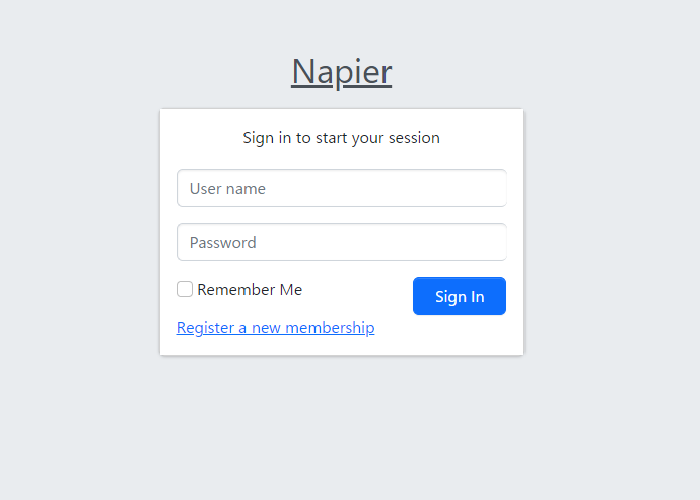 Napier
Sign in to start your session
User name
Password
Remember Me
Sign In
Register a new membership